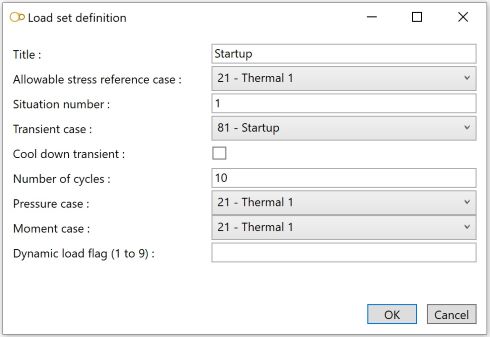 Load set definition
Title : Startup
Allowable stress reference case : 21 - Thermal 1
Situation number : 1
Transient case : 81 - Startup
Cool down transient :
Number of cycles : 10
Pressure case : 21 - Thermal 1
Moment case : 21 - Thermal 1
Dynamic load flag (1 to 9) :
OK Cancel